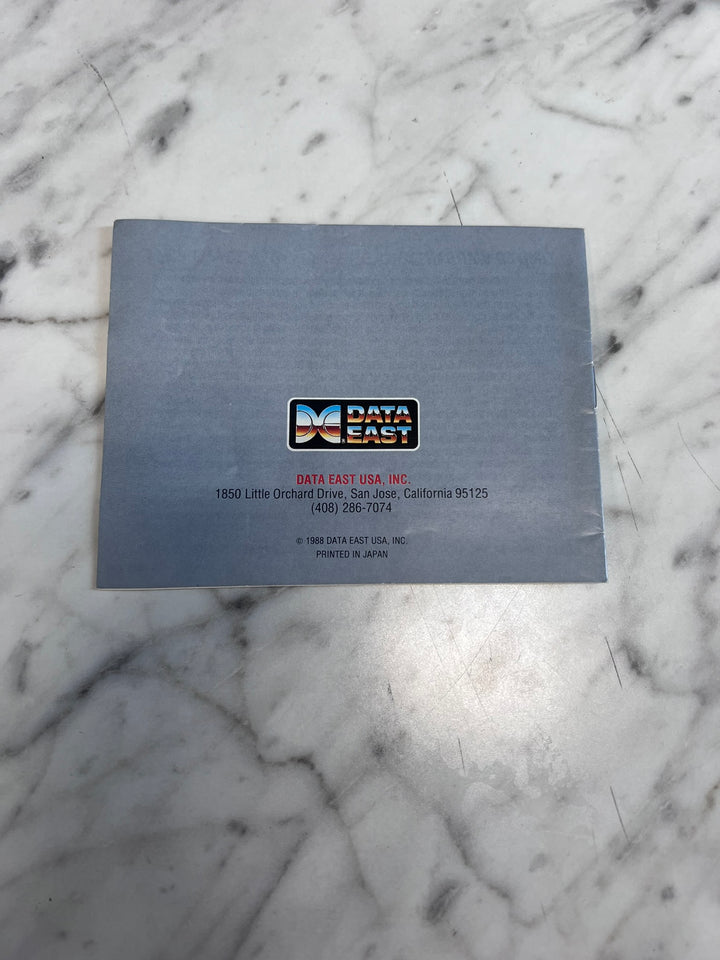 DATA
EAST
DATA EAST USA, INC.
1850 Little Orchard Drive, San Jose, California 95125
(408) 286-7074
© 1988 DATA EAST USA, INC.
PRINTED IN JAPAN